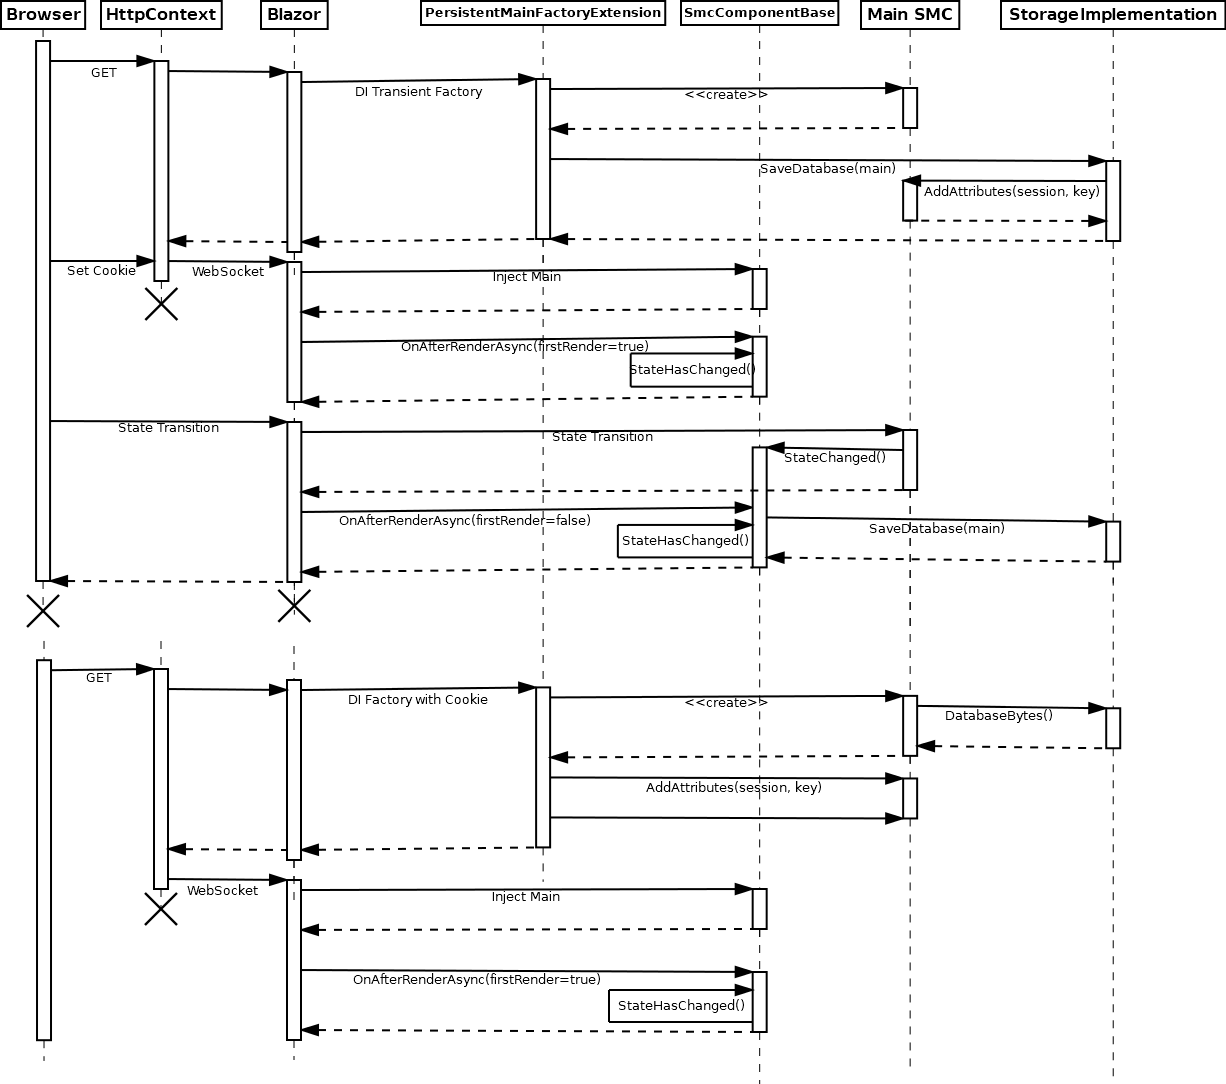 Browser
HttpContext
Blazor
PersistentMainFactoryExtension
SmcComponentBase
Main SMC
StorageImplementation
GET
DI Transient Factory
<<create>>
SaveDatabase(main)
AddAttributes(session, key)
Set Cookie
WebSocket
Inject Main
OnAfterRenderAsync(firstRender=true)
StateHasChanged()
State Transition
State Transition
StateChanged()
OnAfterRenderAsync(firstRender=false)
SaveDatabase(main)
StateHasChanged()
GET
DI Factory with Cookie
<<create>>
DatabaseBytes()
AddAttributes(session, key)
WebSocket
Inject Main
OnAfterRenderAsync(firstRender=true)
StateHasChanged()